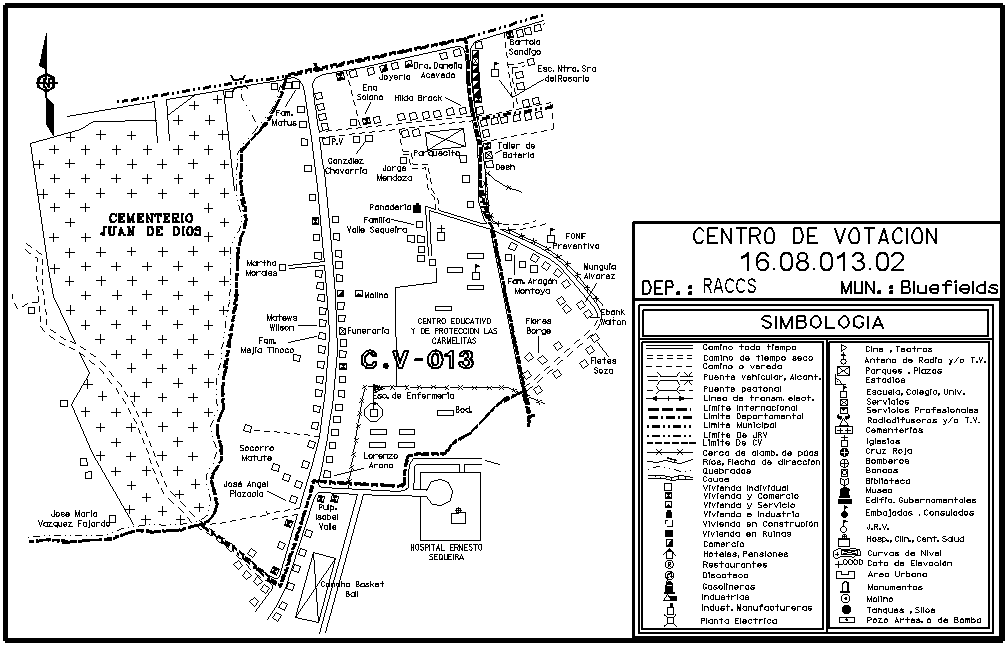 Bartola
Sandigo
Dra. Danelia
Acevedo
Joyeria
Esc. Ntra. Sra
del Rosario
Ena
Solano
Hilda Brack
Fam.
Matus
P.V
González
Chavarría
Parquecito
Jorge
Mendoza
Taller de
Bateria
Desh
CEMENTERIO
JUAN DE DIOS
Panaderia
Familia
Valle Sequeira
FONIF
Preventiva
Martha
Morales
Munguia
Alvarez
Fam. Aragón
Montoya
Molino
Ebank
Walton
Matews
Wilson
Funeraria
CENTRO EDUCATIVO
Y DE PROTECCION LAS
CARMELITAS
Flores
Borge
Fam.
Mejia Tinoco
C.V-013
Fletes
Soza
Esc. de Enfermeria
Bod.
Socorro
Matute
Lorenzo
Arana
José Angel
Plazaola
Jose Maria
Vazquez Fajardo
Pulp.
Isabel
Valle
HOSPITAL ERNESTO
SEQUEIRA
Cancha Basket
Ball
CENTRO DE VOTACION
16.08.013.02
DEP.: RACCS MUN.: Bluefields
SIMBOLOGIA
Camino todo tiempo
Camino de tiempo seco
Camino o vereda
Puente vehicular, Alcant.
Puente peatonal
Linea de transm. elect.
Limite Internacional
Limite Departamental
Limite Municipal
Limite De JRV
Limite De CV
Cerca de alamb. de púas
Ríos, Flecha de dirección
Quebradas
Cauce
Vivienda Individual
Vivienda y Comercio
Vivienda y Servicio
Vivienda e Industria
Vivienda en Construción
Vivienda en Ruinas
Comercio
Hoteles, Pensiones
Restaurantes
Discoteca
Gasolineras
Industrias
Indust. Manufactureras
Planta Electrica
Cine , Teatros
Antena de Radio y/o T.V.
Parques , Plazas
Estadios
Escuela, Colegio, Univ.
Servicios
Servicios Profesionales
Radiodifusoras y/o T.V.
Cementerios
Iglesias
Cruz Roja
Bomberos
Bancos
Biblioteca
Museo
Edific. Gubernamentales
Embajadas , Consulados
J.R.V.
Hosp., Clin., Cent. Salud
Curvas de Nivel
Cota de Elevación
Area Urbana
Monumentos
Molino
Tanques , Silos
Pozo Artes. o de Bomba